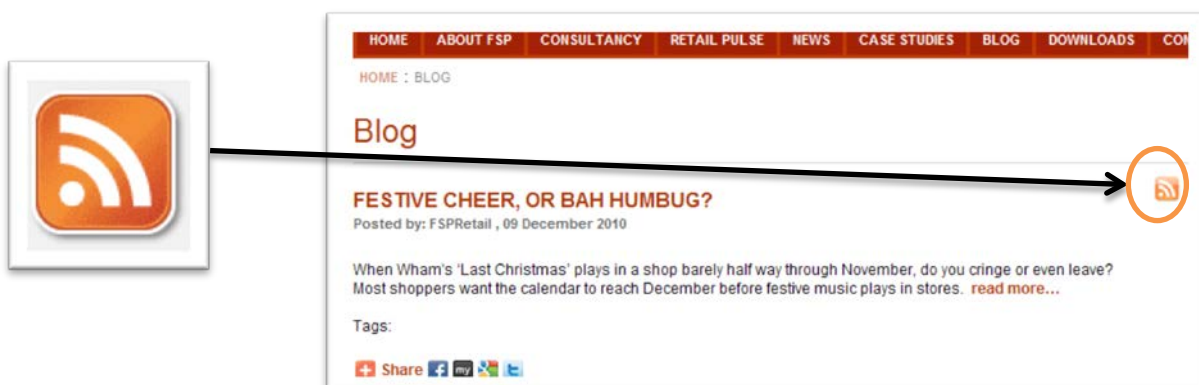 HOME ABOUT FSP CONSULTANCY RETAIL PULSE NEWS CASE STUDIES BLOG DOWNLOADS
HOME : BLOG
Blog
FESTIVE CHEER, OR BAH HUMBUG?
Posted by: FSPRetail , 09 December 2010
When Wham's 'Last Christmas' plays in a shop barely half way through November, do you cringe or even leave?
Most shoppers want the calendar to reach December before festive music plays in stores. read more...
Tags:
Share my